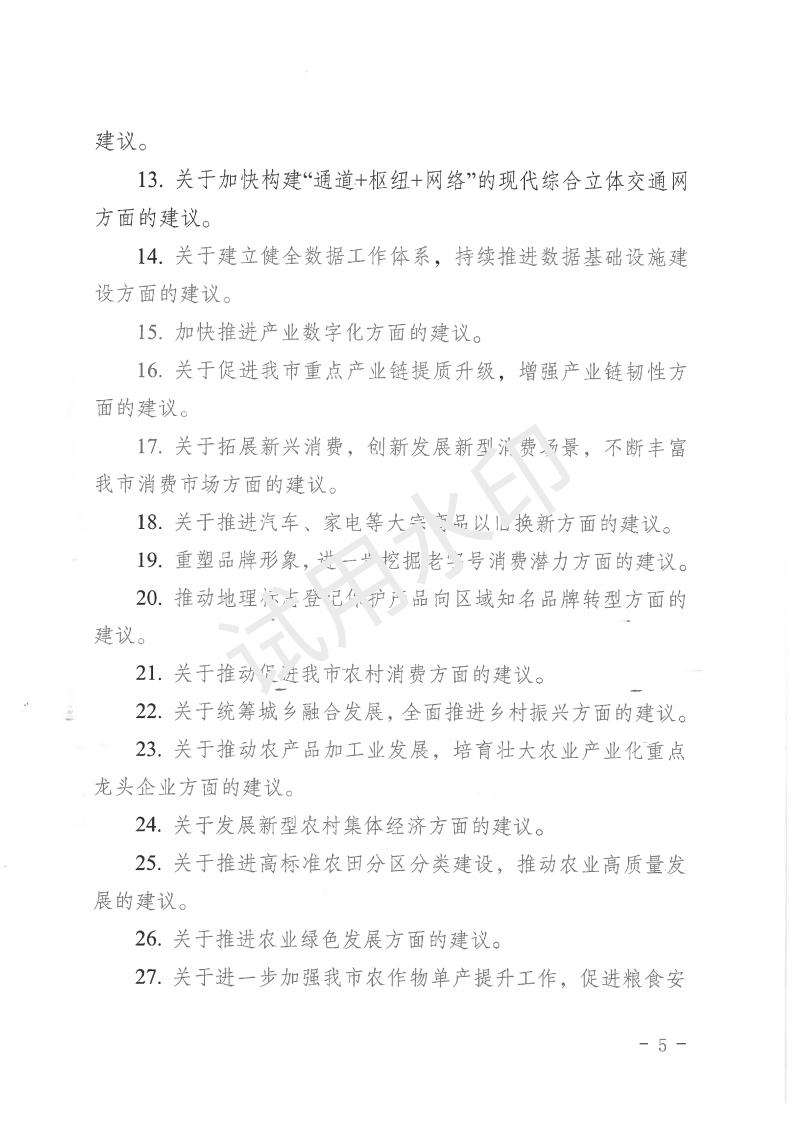 建议。
13. 关于加快构建“通道+枢纽+网络”的现代综合立体交通网
方面的建议。
14. 关于建立健全数据工作体系，持续推进数据基础设施建
设方面的建议。
15. 加快推进产业数字化方面的建议。
16. 关于促进我市重点产业链提质升级，增强产业链韧性方
面的建议。
17. 关于拓展新兴消费，创新发展新型消费场景，不断丰富
我市消费市场方面的建议。
18. 关于推进汽车、家电等大宗商品以旧换新方面的建议。
19. 重塑品牌形象，进一步挖掘老字号消费潜力方面的建议。
20. 推动地理标志登记保护产品向区域知名品牌转型方面的
建议。
21. 关于推动促进我市农村消费方面的建议。
22. 关于统筹城乡融合发展，全面推进乡村振兴方面的建议。
23. 关于推动农产品加工业发展，培育壮大农业产业化重点
龙头企业方面的建议。
24. 关于发展新型农村集体经济方面的建议。
25. 关于推进高标准农田分区分类建设，推动农业高质量发
展的建议。
26. 关于推进农业绿色发展方面的建议。
27. 关于进一步加强我市农作物单产提升工作，促进粮食安
- 5 -
试用水印